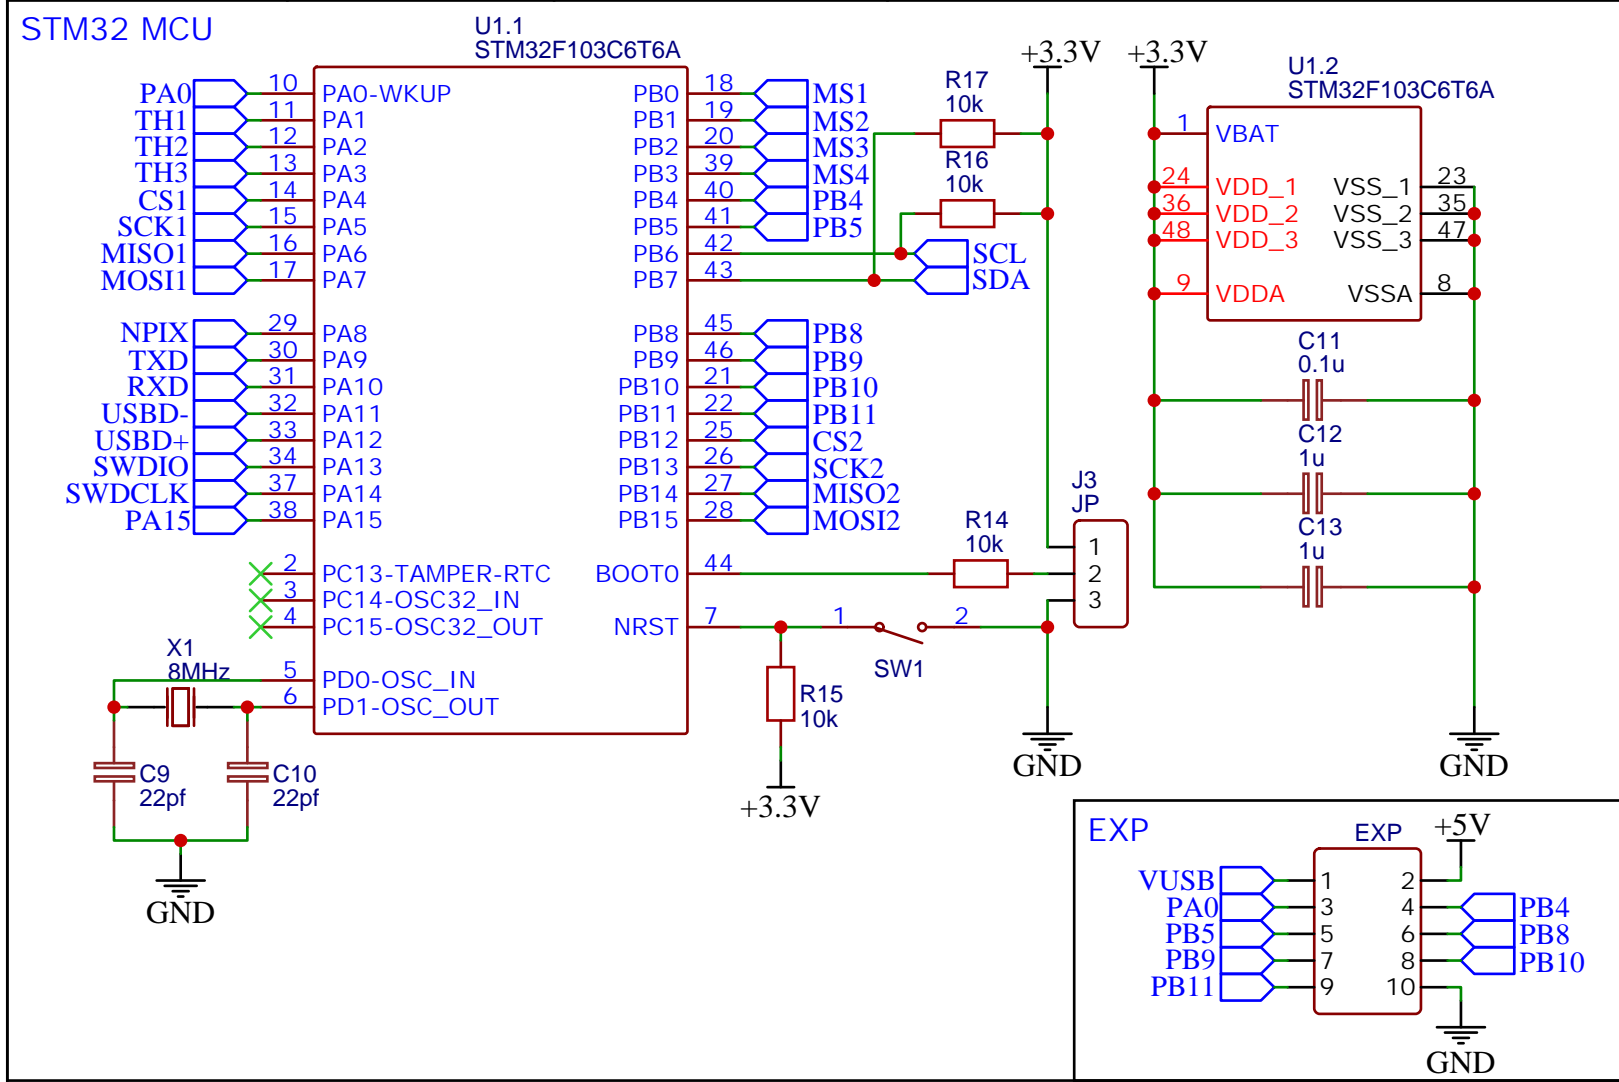 STM32 MCU
U1.1
STM32F103C6T6A
PA0 10 PA0-WKUP
TH1 11 PA1
TH2 12 PA2
TH3 13 PA3
CS1 14 PA4
SCK1 15 PA5
MISO1 16 PA6
MOSI1 17 PA7
NPIX 29 PA8
TXD 30 PA9
RXD 31 PA10
USBD- 32 PA11
USBD+ 33 PA12
SWDIO 34 PA13
SWDCLK 37 PA14
PA15 38 PA15
2 PC13-TAMPER-RTC
3 PC14-OSC32_IN
4 PC15-OSC32_OUT
5 PD0-OSC_IN
6 PD1-OSC_OUT
PB0 18 MS1
PB1 19 MS2
PB2 20 MS3
PB3 39 MS4
PB4 40 PB4
PB5 41 PB5
PB6 42 SCL
PB7 43 SDA
PB8 45 PB8
PB9 46 PB9
PB10 21 PB10
PB11 22 PB11
PB12 25 CS2
PB13 26 SCK2
PB14 27 MISO2
PB15 28 MOSI2
BOOT0 44
NRST 7
X1
8MHz
C9
22pf
C10
22pf
GND
R17
10k
R16
10k
+3.3V
R14
10k
J3
JP
1
2
3
1 2
SW1
R15
10k
+3.3V
GND
+3.3V
U1.2
STM32F103C6T6A
1 VBAT
24 VDD_1 VSS_1 23
36 VDD_2 VSS_2 35
48 VDD_3 VSS_3 47
9 VDDA VSSA 8
C11
0.1u
C12
1u
C13
1u
GND
EXP
EXP
+5V
VUSB 1 2
PA0 3 4 PB4
PB5 5 6 PB8
PB9 7 8 PB10
PB11 9 10
GND